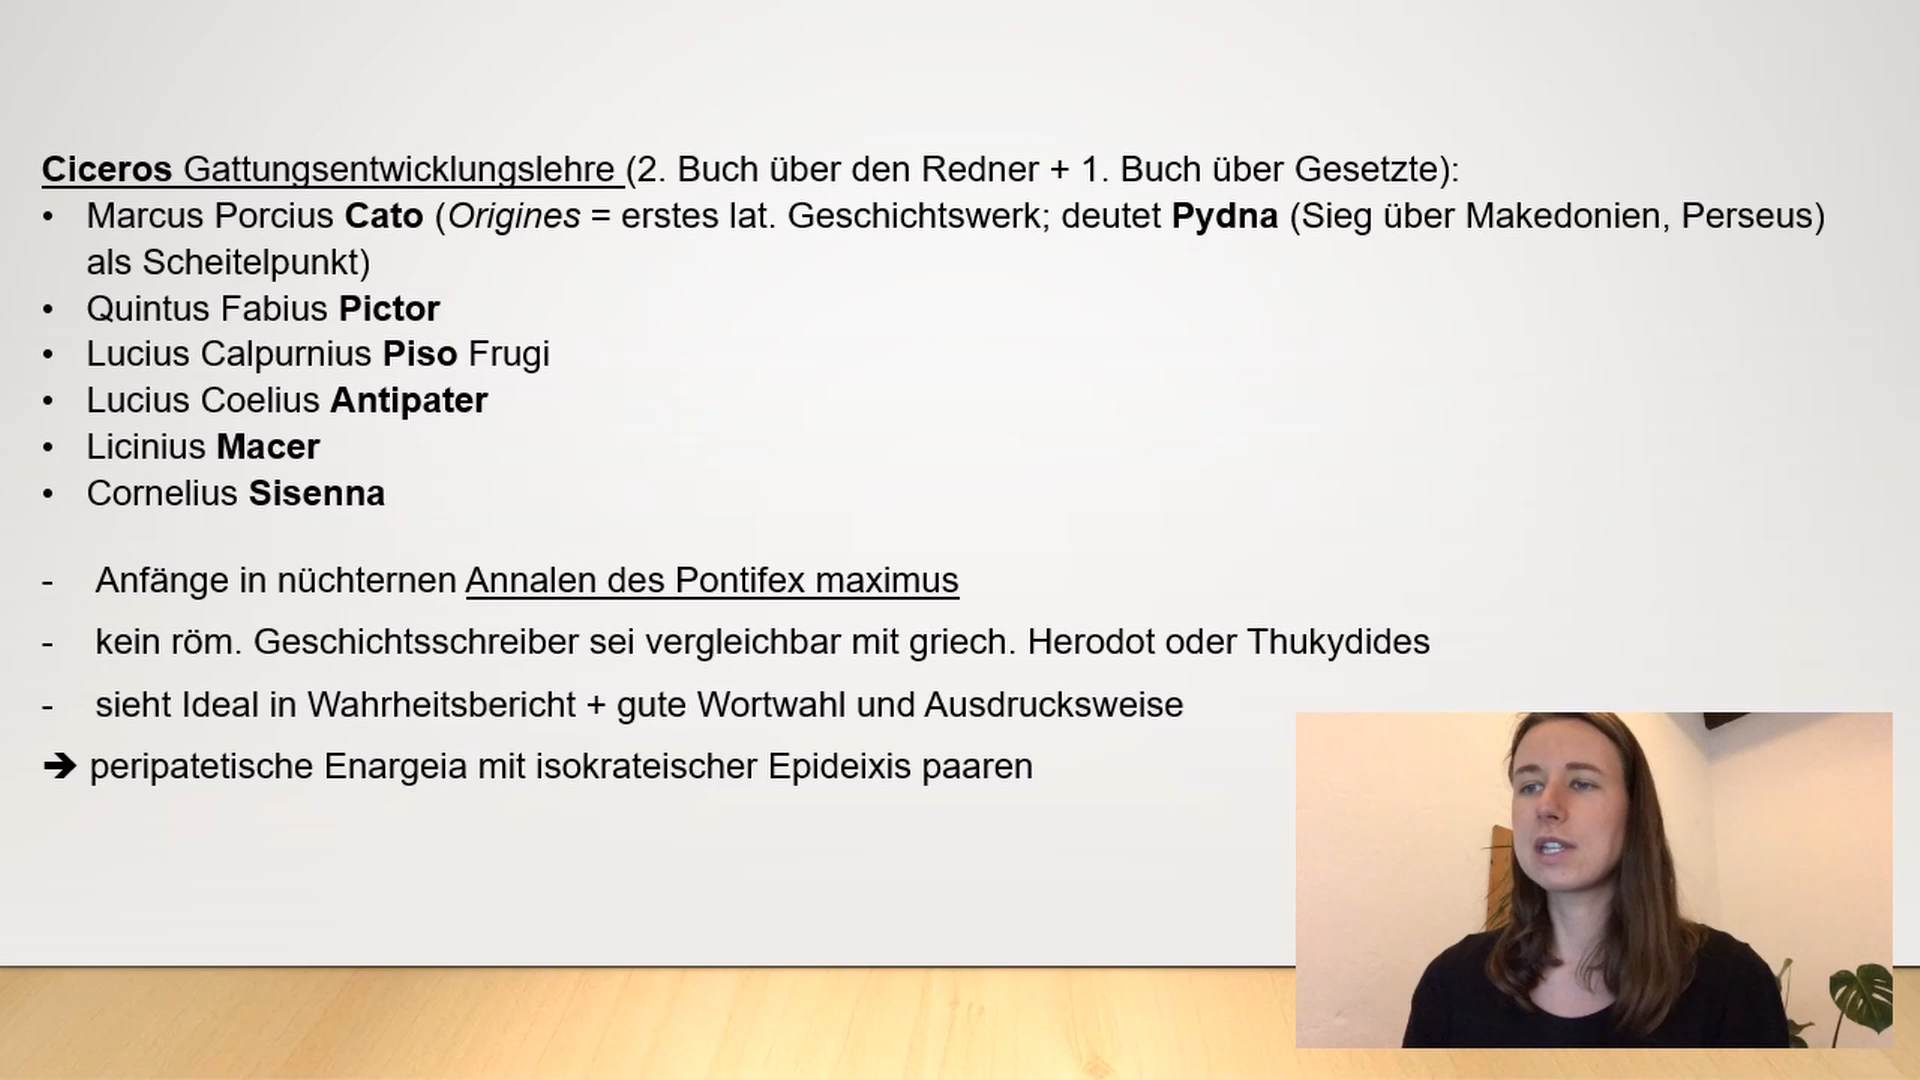 Ciceros Gattungsentwicklungslehre (2. Buch über den Redner + 1. Buch über Gesetzte):
• Marcus Porcius Cato (Origines = erstes lat. Geschichtswerk; deutet Pydna (Sieg über Makedonien, Perseus)
als Scheitelpunkt)
• Quintus Fabius Pictor
• Lucius Calpurnius Piso Frugi
• Lucius Coelius Antipater
• Licinius Macer
• Cornelius Sisenna
- Anfänge in nüchternen Annalen des Pontifex maximus
- kein röm. Geschichtsschreiber sei vergleichbar mit griech. Herodot oder Thukydides
- sieht Ideal in Wahrheitsbericht + gute Wortwahl und Ausdrucksweise
➔ peripatetische Enargeia mit isokrateischer Epideixis paaren